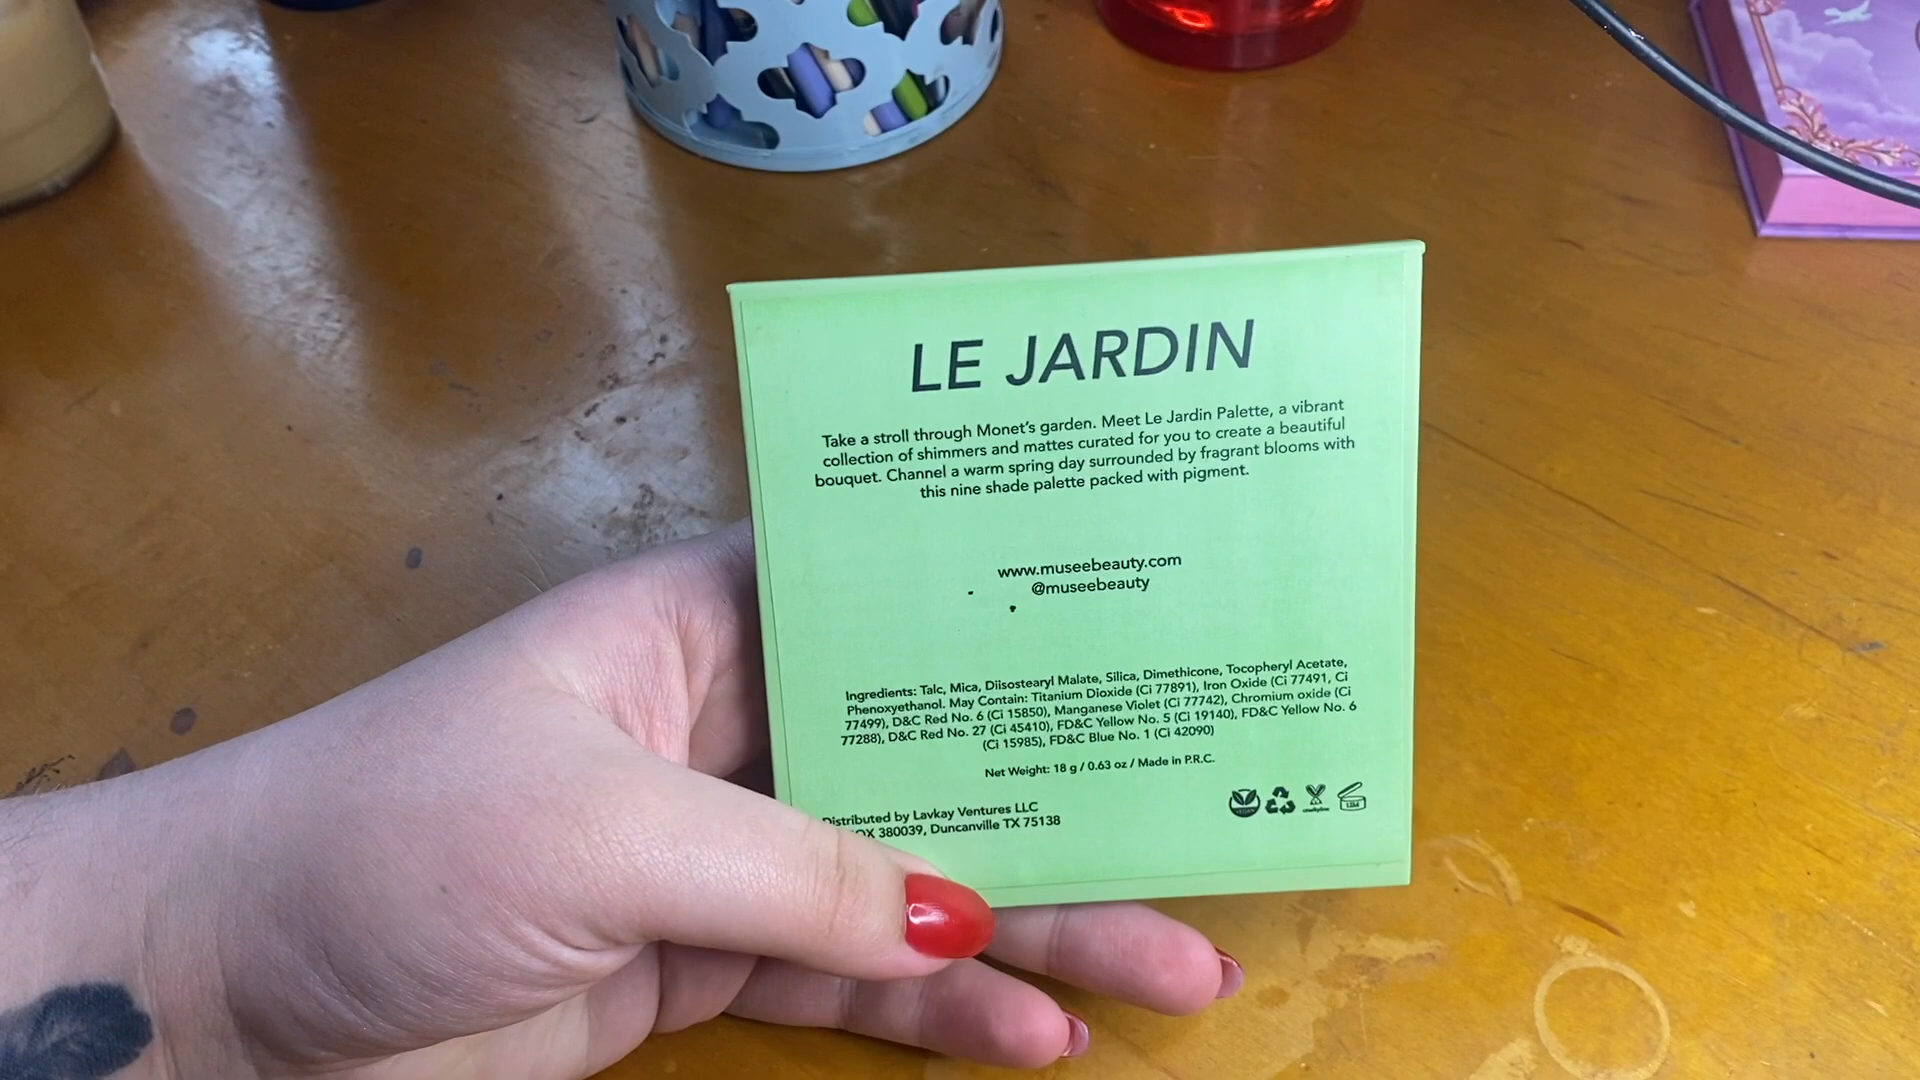 LE JARDIN
Take a stroll through Monet's garden. Meet Le Jardin Palette, a vibrant
collection of shimmers and mattes curated for you to create a beautiful
bouquet. Channel a warm spring day surrounded by fragrant blooms with
this nine shade palette packed with pigment.
www.museebeauty.com
@museebeauty
Ingredients: Talc, Mica, Diisostearyl Malate, Silica, Dimethicone, Tocopheryl Acetate,
Phenoxyethanol. May Contain: Titanium Dioxide (Ci 77891), Iron Oxide (Ci 77491, Ci
77499), D&C Red No. 6 (Ci 15850), Manganese Violet (Ci 77742), Chromium oxide (Ci
77288), D&C Red No. 27 (Ci 45410), FD&C Yellow No. 5 (Ci 19140), FD&C Yellow No. 6
(Ci 15985), FD&C Blue No. 1 (Ci 42090)
Net Weight: 18 g / 0.63 oz / Made in P.R.C.
Distributed by Lavkay Ventures LLC
OX 380039, Duncanville TX 75138
VEGAN
12M